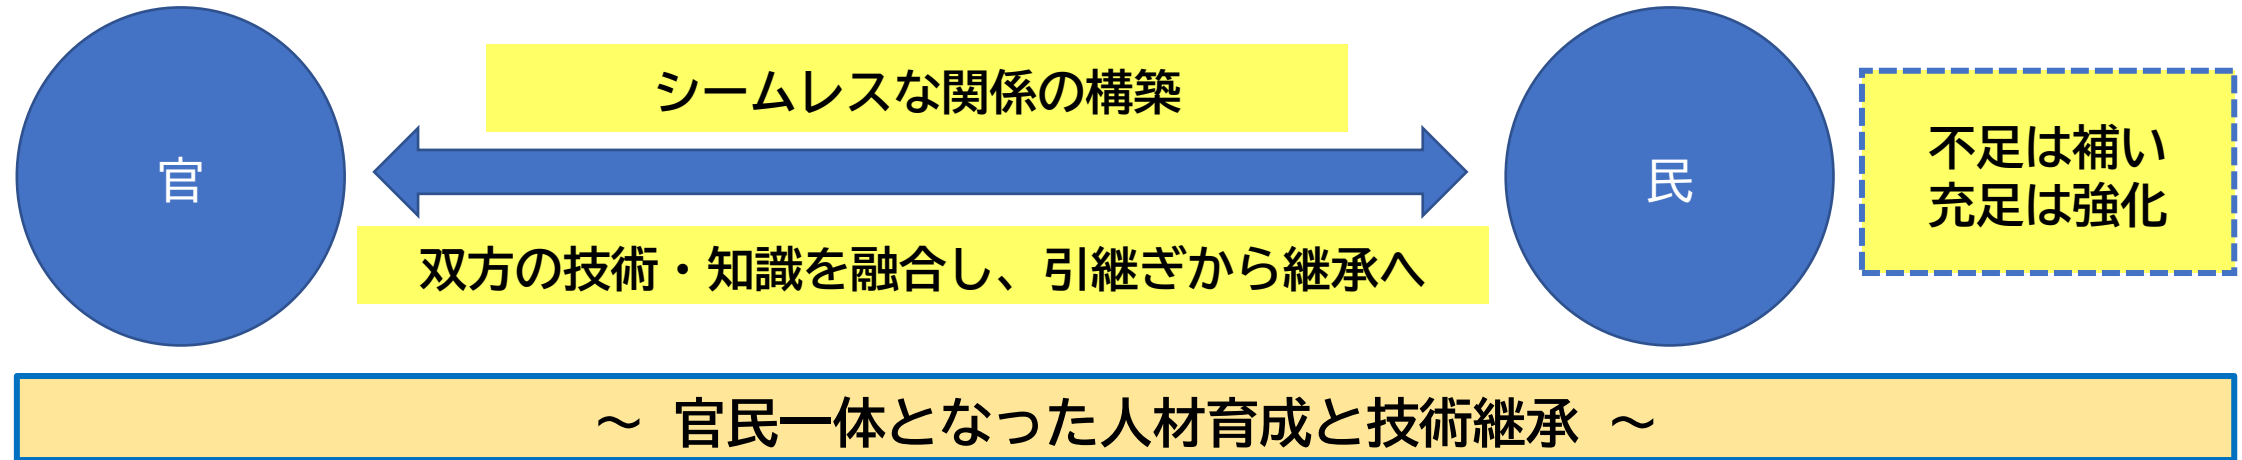 官
シームレスな関係の構築
双方の技術・知識を融合し、引継ぎから継承へ
民
不足は補い
充足は強化
～ 官民一体となった人材育成と技術継承 ～